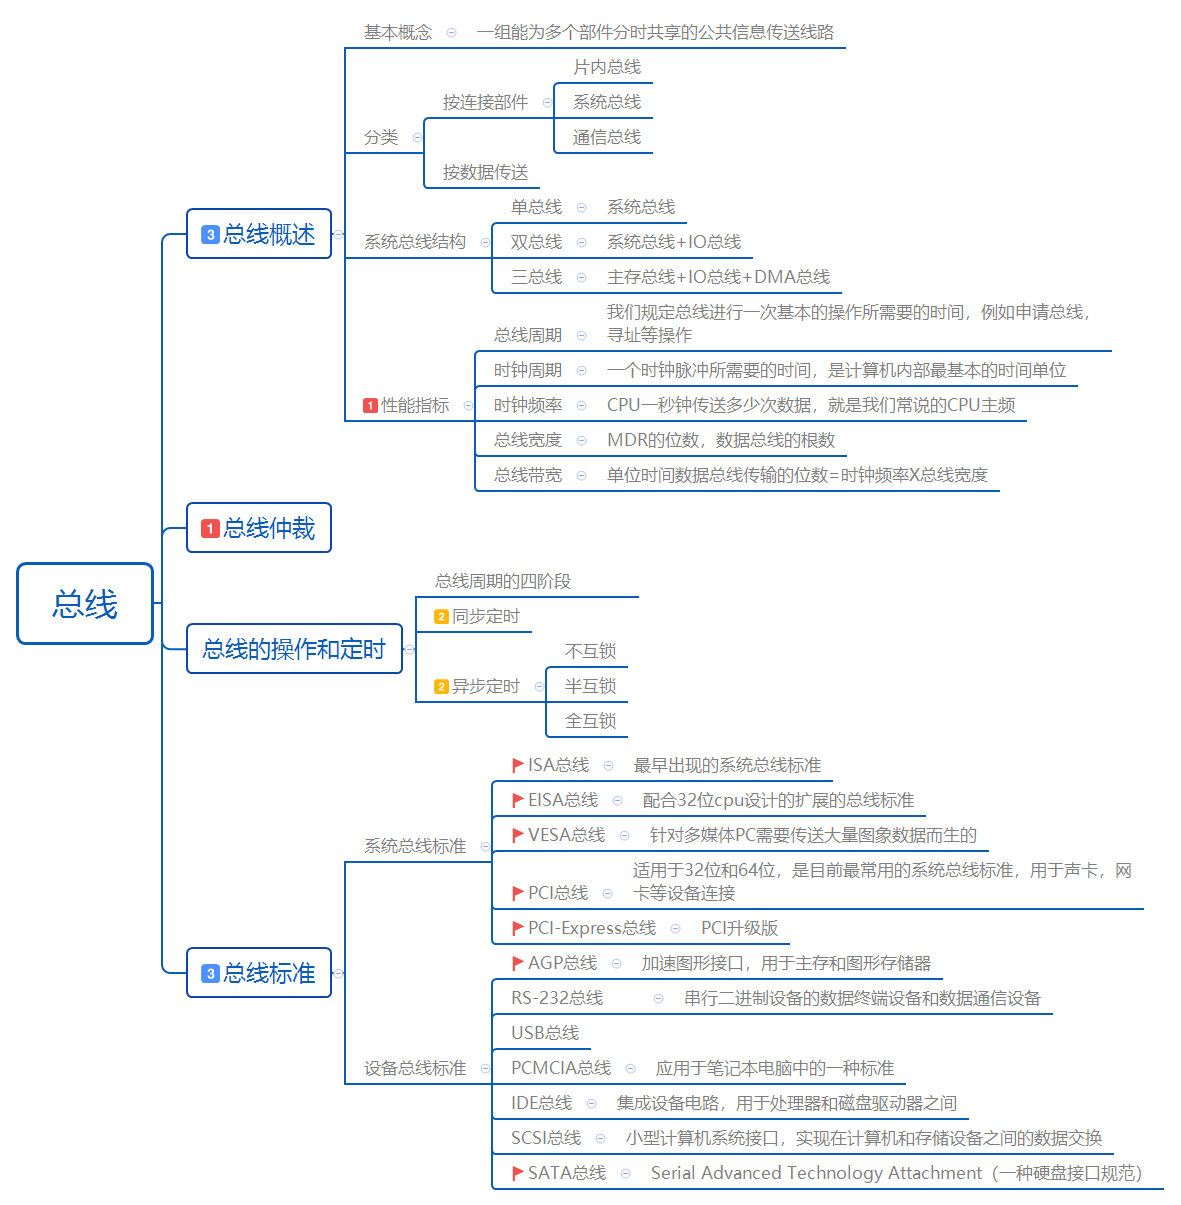 总线
3 总线概述
基本概念
一组能为多个部件分时共享的公共信息传送线路
分类
按连接部件
片内总线
系统总线
通信总线
按数据传送
系统总线结构
单总线
系统总线
双总线
系统总线+IO总线
三总线
主存总线+IO总线+DMA总线
1 性能指标
总线周期
我们规定总线进行一次基本的操作所需要的时间，例如申请总线，
寻址等操作
时钟周期
一个时钟脉冲所需要的时间，是计算机内部最基本的时间单位
时钟频率
CPU一秒钟传送多少次数据，就是我们常说的CPU主频
总线宽度
MDR的位数，数据总线的根数
总线带宽
单位时间数据总线传输的位数=时钟频率X总线宽度
1 总线仲裁
总线的操作和定时
总线周期的四阶段
2 同步定时
2 异步定时
不互锁
半互锁
全互锁
3 总线标准
系统总线标准
ISA总线
最早出现的系统总线标准
EISA总线
配合32位cpu设计的扩展的总线标准
VESA总线
针对多媒体PC需要传送大量图象数据而生的
PCI总线
适用于32位和64位，是目前最常用的系统总线标准，用于声卡，网
卡等设备连接
PCI-Express总线
PCI升级版
设备总线标准
AGP总线
加速图形接口，用于主存和图形存储器
RS-232总线
串行二进制设备的数据终端设备和数据通信设备
USB总线
PCMCIA总线
应用于笔记本电脑中的一种标准
IDE总线
集成设备电路，用于处理器和磁盘驱动器之间
SCSI总线
小型计算机系统接口，实现在计算机和存储设备之间的数据交换
SATA总线
Serial Advanced Technology Attachment（一种硬盘接口规范）